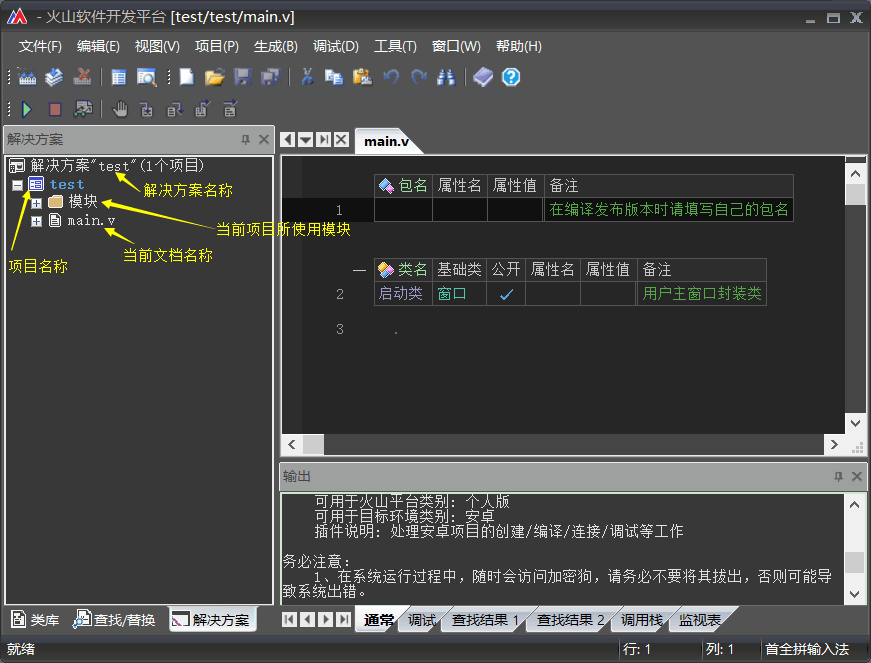 - 火山软件开发平台 [test/test/main.v]
文件(F) 编辑(E) 视图(V) 项目(P) 生成(B) 调试(D) 工具(T) 窗口(W) 帮助(H)
解决方案
解决方案"test"(1个项目)
解决方案名称
test
模块
当前项目所使用模块
main.v
当前文档名称
项目名称
main.v
包名 属性名 属性值 备注
1 在编译发布版本时请填写自己的包名
类名 基础类 公开 属性名 属性值 备注
2 启动类 窗口 用户主窗口封装类
3 .
输出
可用于火山平台类别: 个人版
可用于目标环境类别: 安卓
插件说明: 处理安卓项目的创建/编译/连接/调试等工作
务必注意:
1、在系统运行过程中，随时会访问加密狗，请务必不要将其拔出，否则可能导
致系统出错。
类库 查找/替换 解决方案
通常 调试 查找结果 1 查找结果 2 调用栈 监视表
就绪 行: 1 列: 1 首全拼输入法